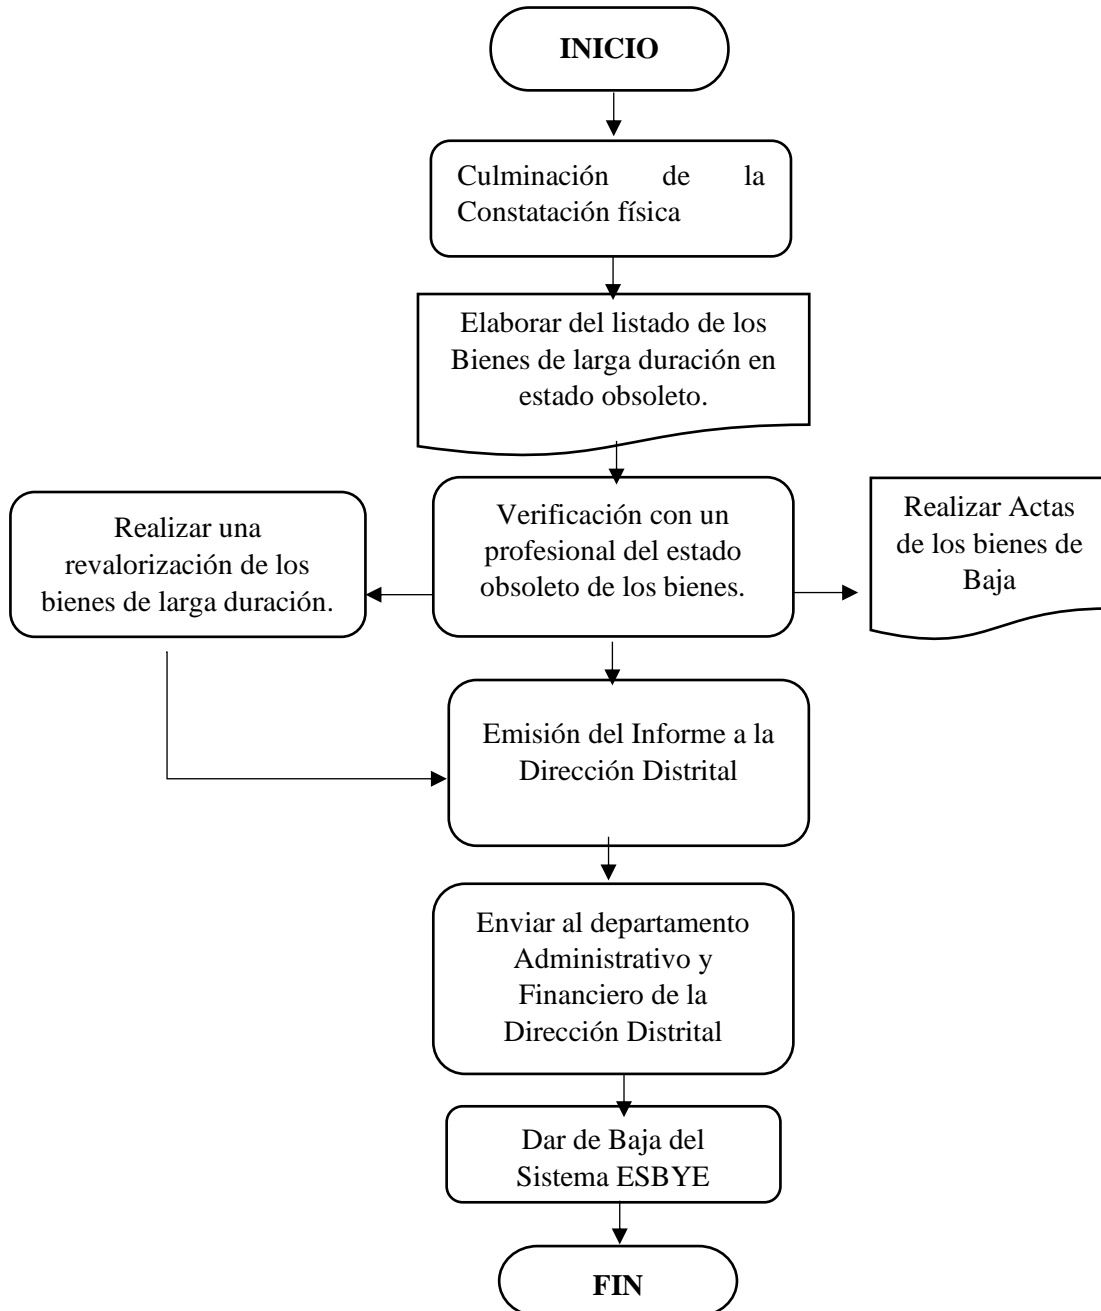 INICIO
Culminación de la
Constatación física
Elaborar del listado de los
Bienes de larga duración en
estado obsoleto.
Realizar una
revalorización de los
bienes de larga duración.
Verificación con un
profesional del estado
obsoleto de los bienes.
Realizar Actas
de los bienes de
Baja
Emisión del Informe a la
Dirección Distrital
Enviar al departamento
Administrativo y
Financiero de la
Dirección Distrital
Dar de Baja del
Sistema ESBYE
FIN